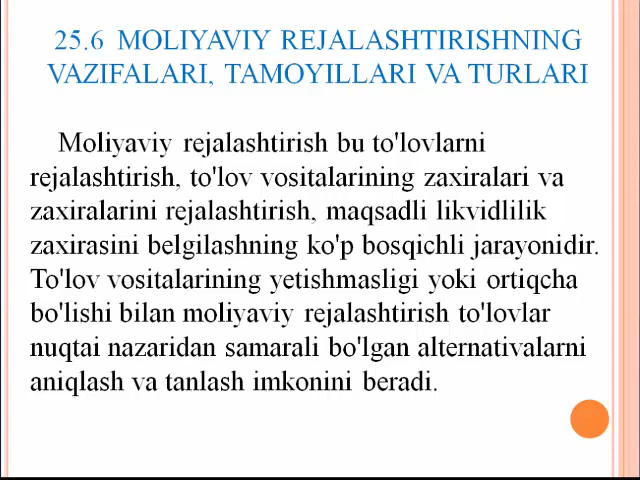 25.6 MOLIYAVIY REJALASHTIRISHNING
VAZIFALARI, TAMOYILLARI VA TURLARI
Moliyaviy rejalashtirish bu to'lovlarni
rejalashtirish, to'lov vositalarining zaxiralari va
zaxiralarini rejalashtirish, maqsadli likvidlilik
zaxirasini belgilashning ko'p bosqichli jarayonidir.
To'lov vositalarining yetishmasligi yoki ortiqcha
bo'lishi bilan moliyaviy rejalashtirish to'lovlar
nuqtai nazaridan samarali bo'lgan alternativalarni
aniqlash va tanlash imkonini beradi.